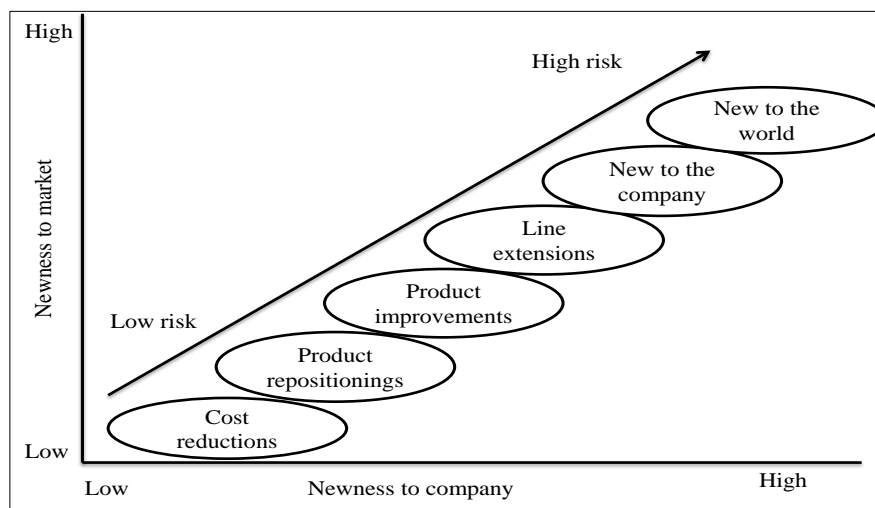 High
High risk
New to the
world
New to the
company
Newness to market
Line
extensions
Product
improvements
Low risk
Product
repositionings
Cost
reductions
Low
Low
Newness to company
High